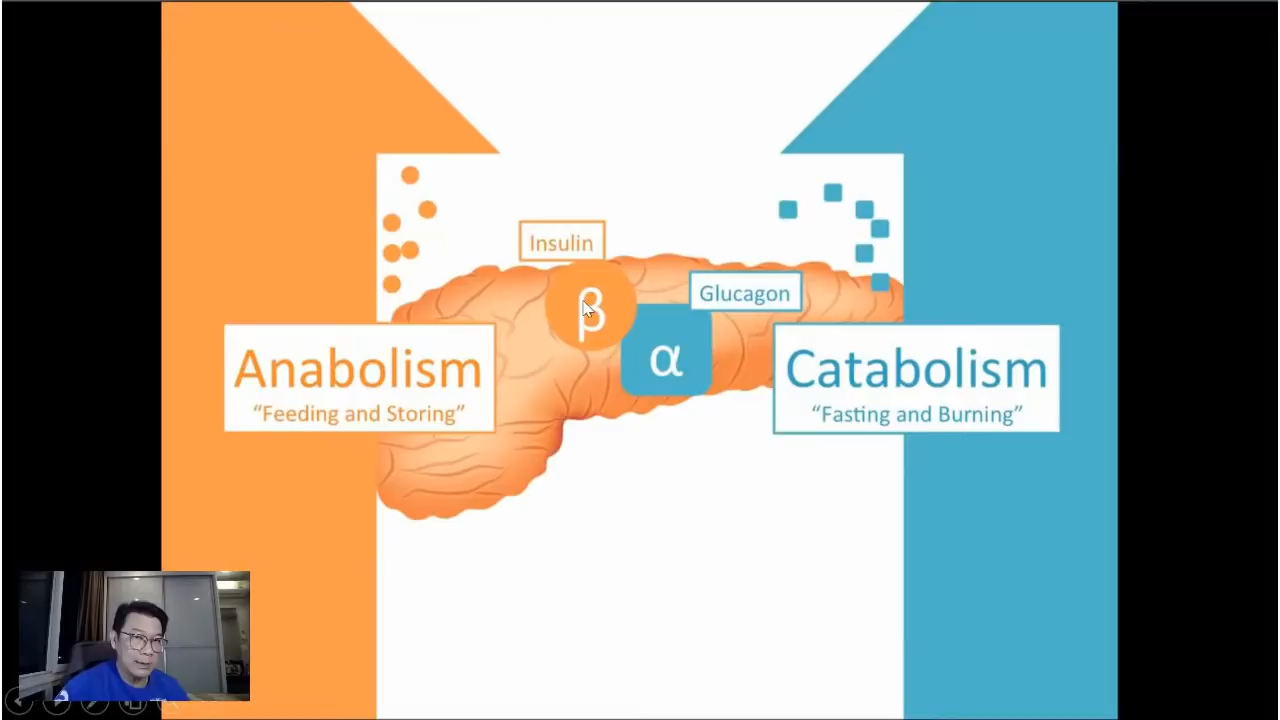 Insulin
β
Glucagon
α
Anabolism
“Feeding and Storing”
Catabolism
“Fasting and Burning”